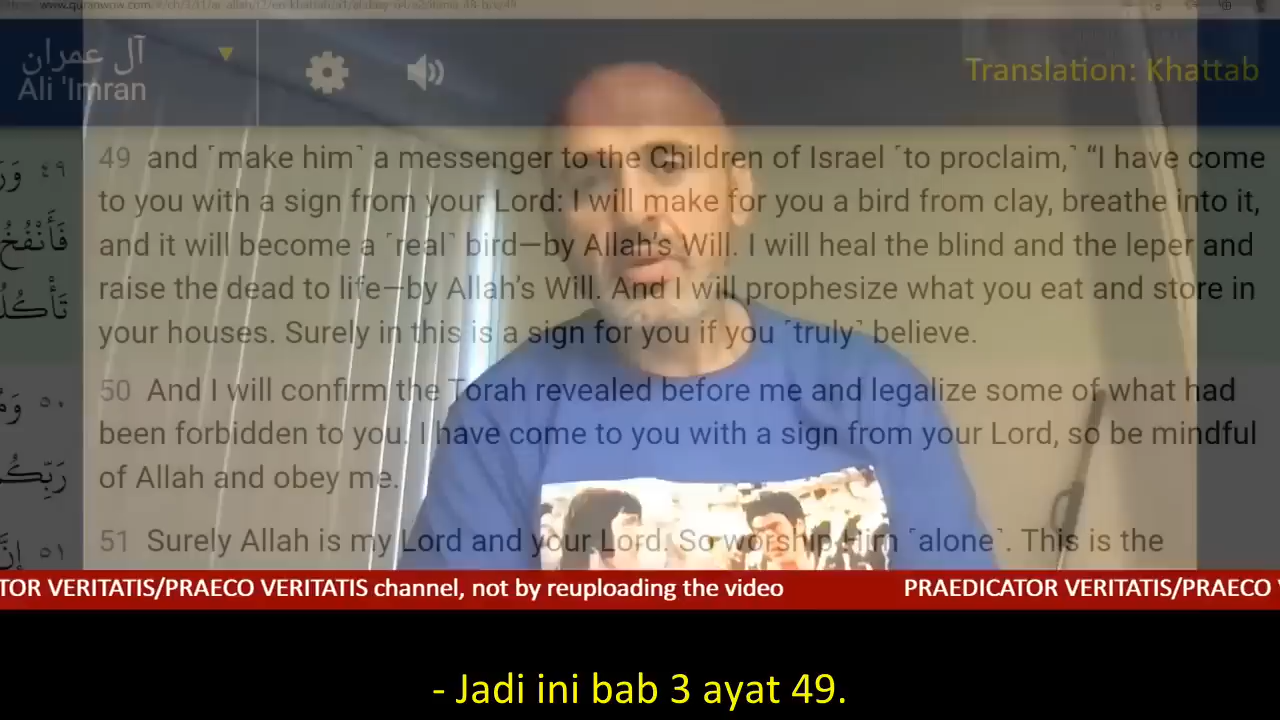 www.quranwow.com
آل عمران
Ali 'Imran
Translation: Khattab
٤٩
49 and ˹make him˺ a messenger to the Children of Israel ˹to proclaim,˺ “I have come
to you with a sign from your Lord: I will make for you a bird from clay, breathe into it,
and it will become a ˹real˺ bird—by Allah’s Will. I will heal the blind and the leper and
raise the dead to life—by Allah’s Will. And I will prophesize what you eat and store in
your houses. Surely in this is a sign for you if you ˹truly˺ believe.
٥٠
50 And I will confirm the Torah revealed before me and legalize some of what had
been forbidden to you. I have come to you with a sign from your Lord, so be mindful
of Allah and obey me.
٥١ إِنَّ
51 Surely Allah is my Lord and your Lord. So worship Him ˹alone˺. This is the
TOR VERITATIS/PRAECO VERITATIS channel, not by reuploading the video PRAEDICATOR VERITATIS/PRAECO
- Jadi ini bab 3 ayat 49.